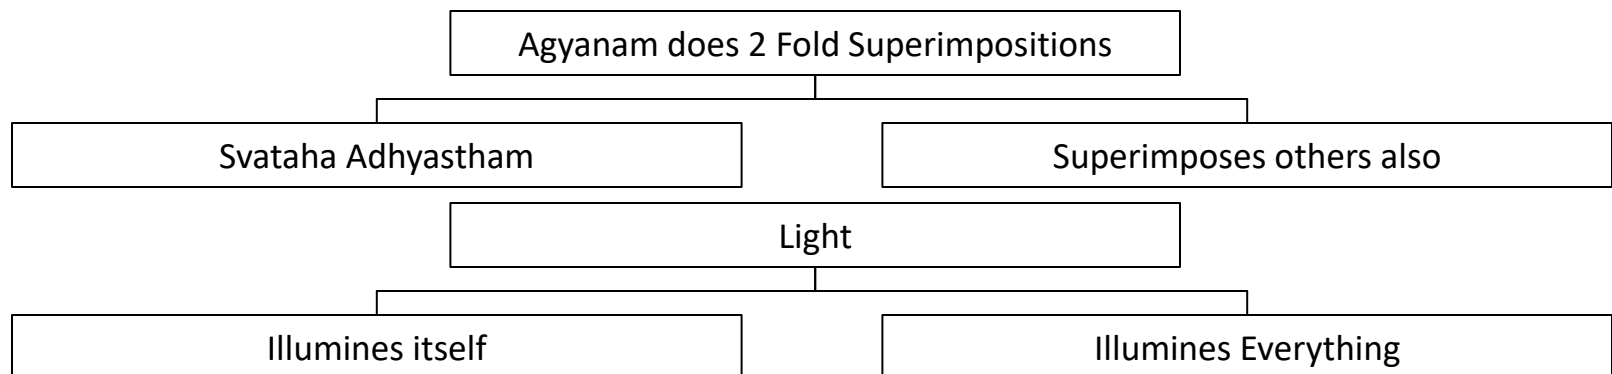 Agyanam does 2 Fold Superimpositions
Svataha Adhyastham
Superimposes others also
Light
Illumines itself
Illumines Everything